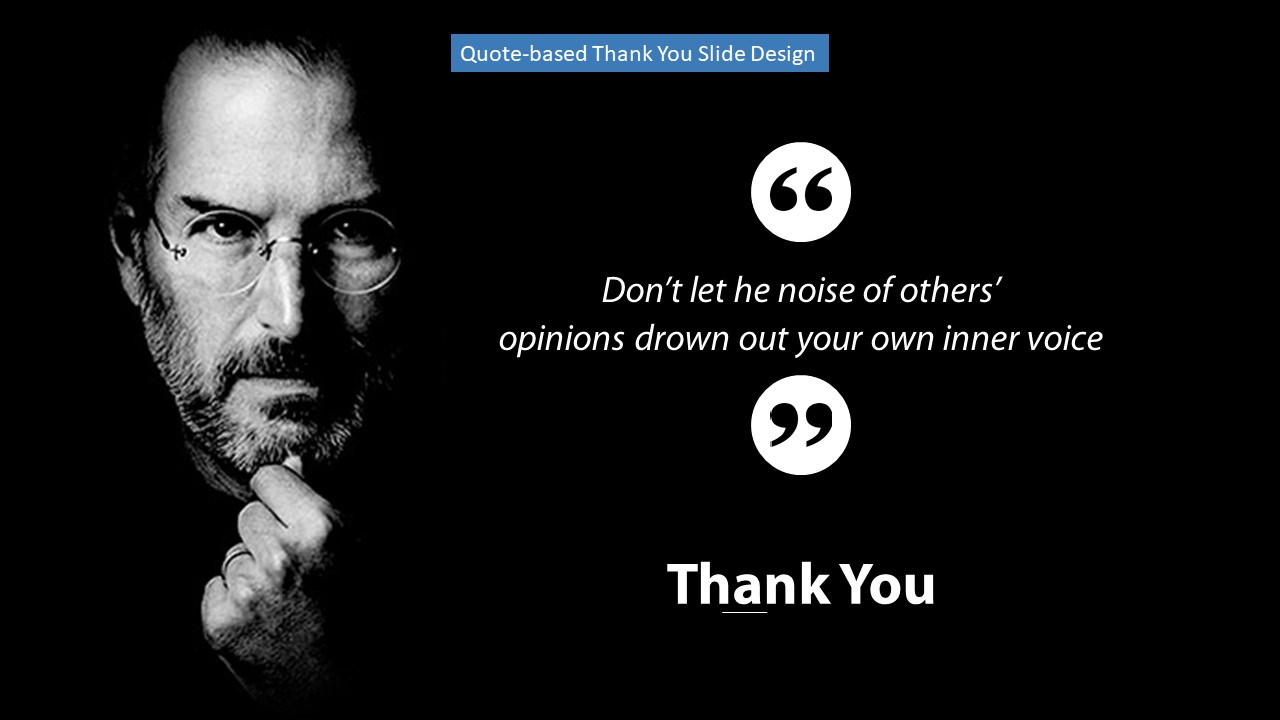 Quote-based Thank You Slide Design
“
Don’t let he noise of others’
opinions drown out your own inner voice
”
Thank You